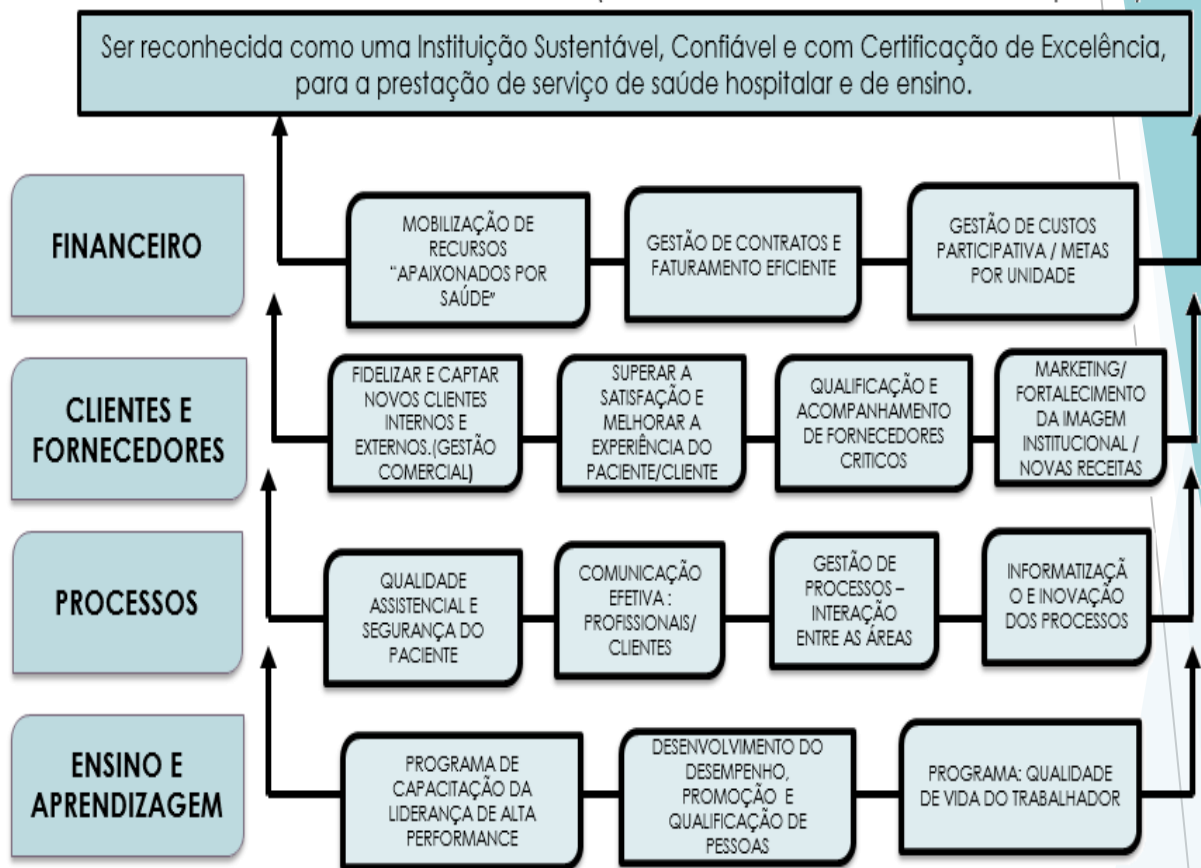 Ser reconhecida como uma Instituição Sustentável, Confiável e com Certificação de Excelência,
para a prestação de serviço de saúde hospitalar e de ensino.
FINANCEIRO
MOBILIZAÇÃO DE
RECURSOS
“APAIXONADOS POR
SAÚDE”
GESTÃO DE CONTRATOS E
FATURAMENTO EFICIENTE
GESTÃO DE CUSTOS
PARTICIPATIVA / METAS
POR UNIDADE
CLIENTES E
FORNECEDORES
FIDELIZAR E CAPTAR
NOVOS CLIENTES
INTERNOS E
EXTERNOS.(GESTÃO
COMERCIAL)
SUPERAR A
SATISFAÇÃO E
MELHORAR A
EXPERIÊNCIA DO
PACIENTE/CLIENTE
QUALIFICAÇÃO E
ACOMPANHAMENTO
DE FORNECEDORES
CRITICOS
MARKETING/
FORTALECIMENTO
DA IMAGEM
INSTITUCIONAL /
NOVAS RECEITAS
PROCESSOS
QUALIDADE
ASSISTENCIAL E
SEGURANÇA DO
PACIENTE
COMUNICAÇÃO
EFETIVA :
PROFISSIONAIS/
CLIENTES
GESTÃO DE
PROCESSOS –
INTERAÇÃO
ENTRE AS ÁREAS
INFORMATIZAÇÃ
O E INOVAÇÃO
DOS PROCESSOS
ENSINO E
APRENDIZAGEM
PROGRAMA DE
CAPACITAÇÃO DA
LIDERANÇA DE ALTA
PERFORMANCE
DESENVOLVIMENTO DO
DESEMPENHO,
PROMOÇÃO E
QUALIFICAÇÃO DE
PESSOAS
PROGRAMA: QUALIDADE
DE VIDA DO TRABALHADOR